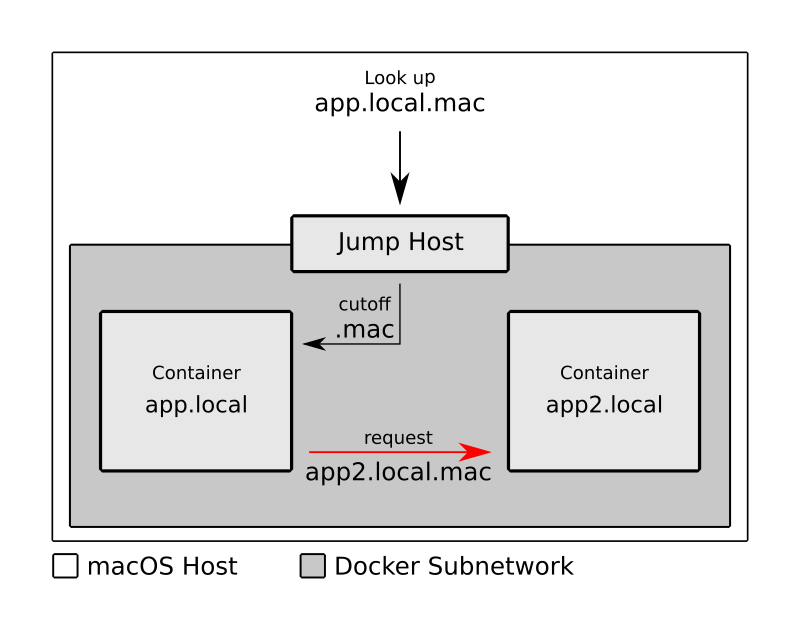 Look up
app.local.mac
Jump Host
cutoff
.mac
Container
app.local
Container
app2.local
request
app2.local.mac
macOS Host
Docker Subnetwork